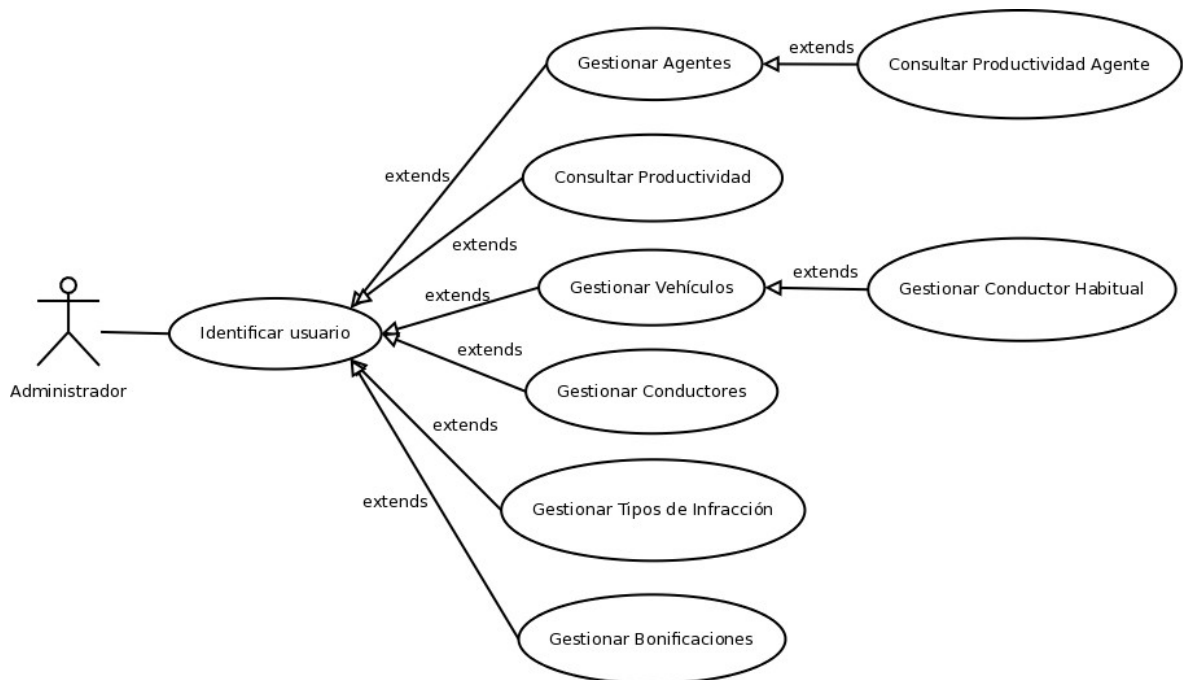 extends
Gestionar Agentes
Consultar Productividad Agente
extends
Consultar Productividad
extends
extends
Gestionar Vehículos
extends
Gestionar Conductor Habitual
Identificar usuario
extends
Administrador
Gestionar Conductores
extends
extends
Gestionar Tipos de Infracción
Gestionar Bonificaciones